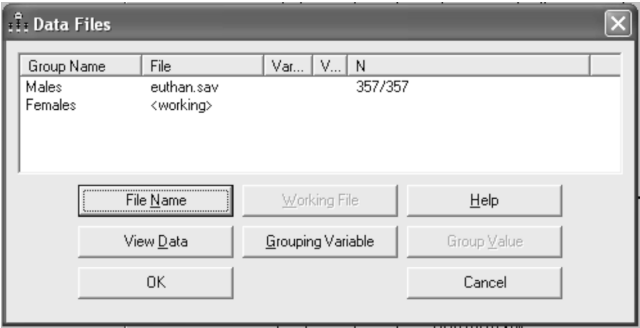 Data Files
Group Name File Var... V... N
Males euthan.sav 357/357
Females <working>
File Name Working File Help
View Data Grouping Variable Group Value
OK Cancel